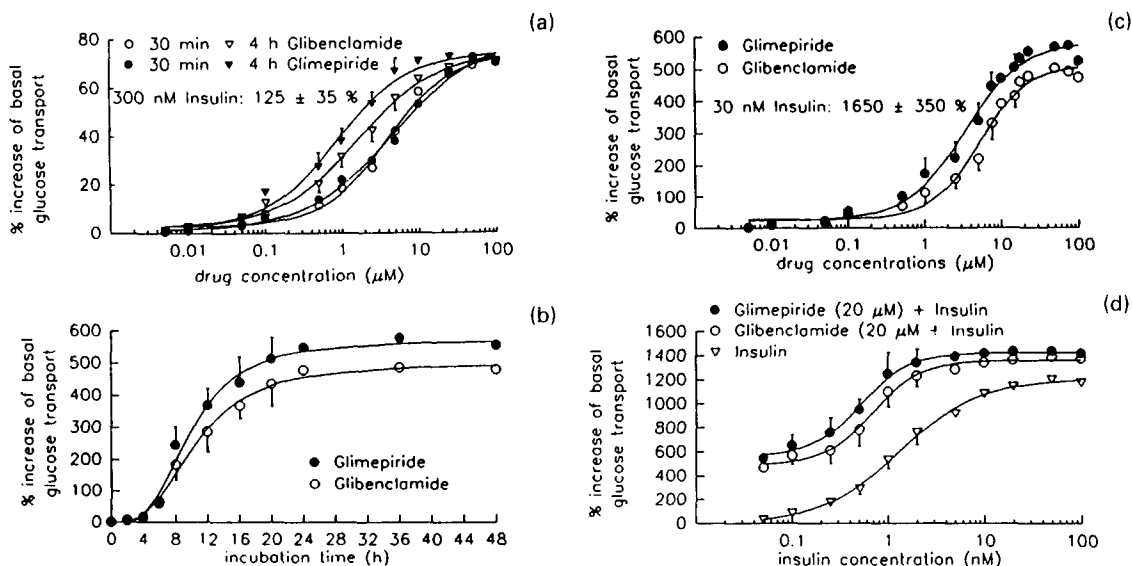 (a)
○ 30 min ▽ 4 h Glibenclamide
● 30 min ▼ 4 h Glimepiride
300 nM Insulin: 125 ± 35 %
% increase of basal
glucose transport
80
60
40
20
0
0.01 0.1 1 10 100
drug concentration (μM)
(b)
% increase of basal
glucose transport
600
500
400
300
200
100
0
● Glimepiride
○ Glibenclamide
0 4 8 12 16 20 24 28 32 36 40 44 48
incubation time (h)
(c)
● Glimepiride
○ Glibenclamide
30 nM Insulin: 1650 ± 350 %
% increase of basal
glucose transport
600
500
400
300
200
100
0
0.01 0.1 1 10 100
drug concentrations (μM)
(d)
● Glimepiride (20 μM) + Insulin
○ Glibenclamide (20 μM + Insulin
▽ Insulin
% increase of basal
glucose transport
1600
1400
1200
1000
800
600
400
200
0
0.1 1 10 100
insulin concentration (nM)